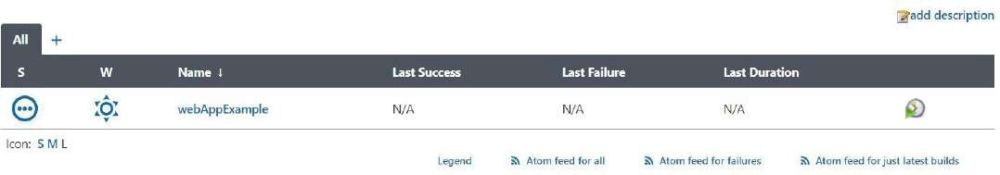 add description
All +
S W Name ↓ Last Success Last Failure Last Duration
webAppExample N/A N/A N/A
Icon: S M L
Legend Atom feed for all Atom feed for failures Atom feed for just latest builds